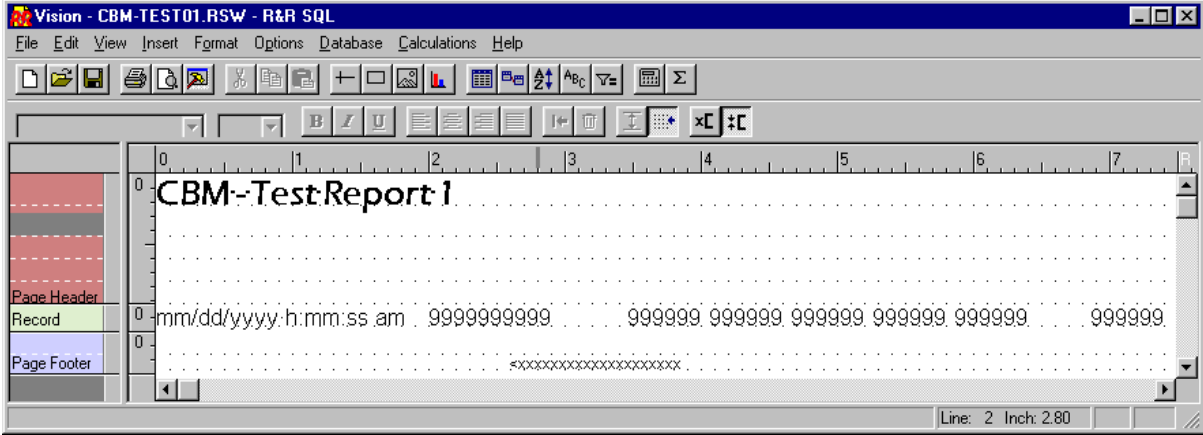 Vision - CBM-TEST01.RSW - R&R SQL
File Edit View Insert Format Options Database Calculations Help
B I U
0 1 2 3 4 5 6 7 R
0 CBM--Test Report 1
Page Header
Record 0 mm/dd/yyyy h:mm:ss am 9999999999 999999 999999 999999 999999 999999 999999
0
Page Footer <xxxxxxxxxxxxxxxxxxxx
Line: 2 Inch: 2.80